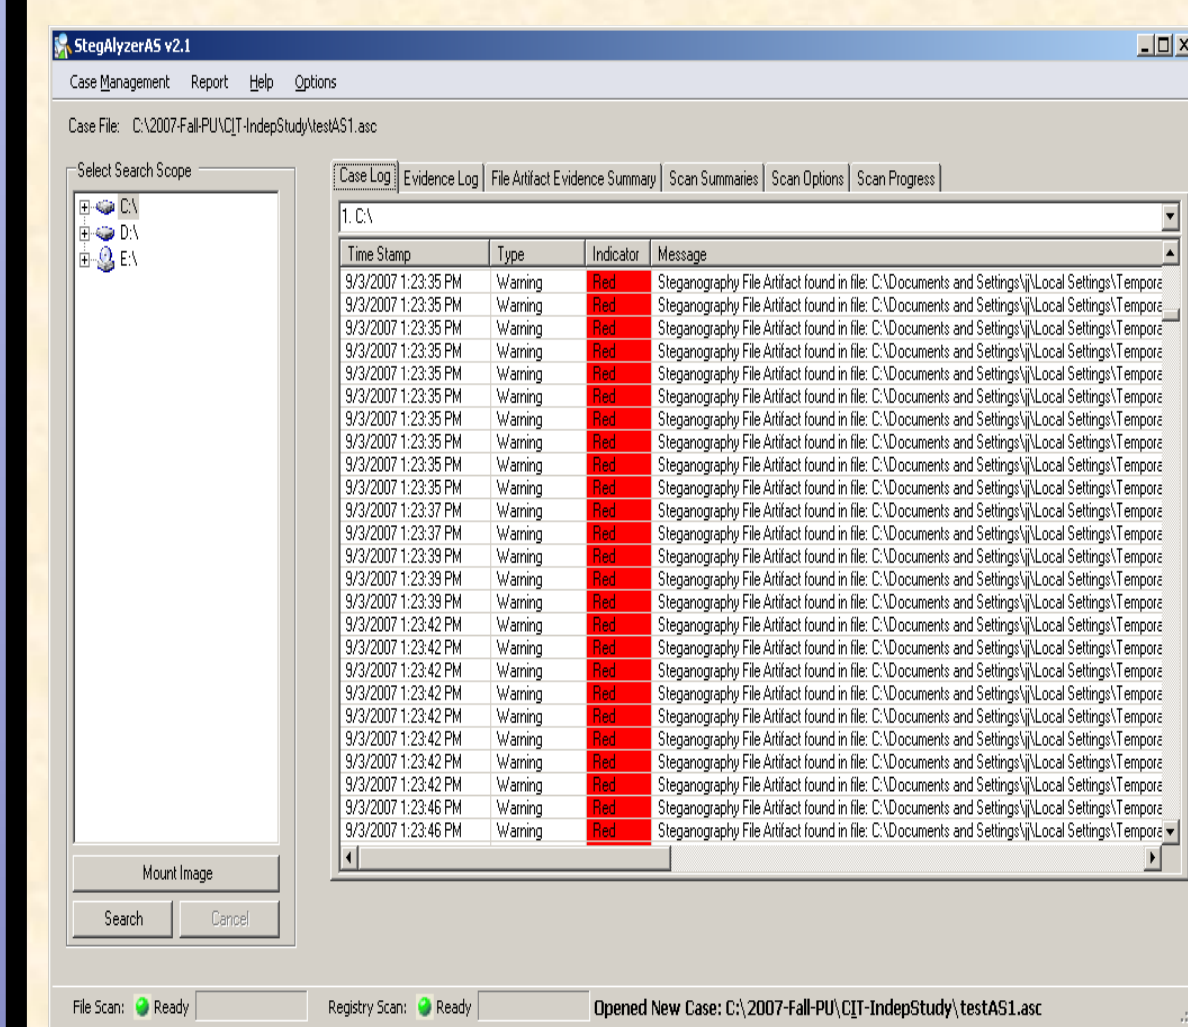 StegAlyzerAS v2.1
Case Management Report Help Options
Case File: C:\2007-Fall-PU\CIT-IndepStudy\testAS1.asc
Select Search Scope
C:\
D:\
E:\
Mount Image
Search Cancel
Case Log Evidence Log File Artifact Evidence Summary Scan Summaries Scan Options Scan Progress
1. C:\
Time Stamp Type Indicator Message
9/3/2007 1:23:35 PM Warning Red Steganography File Artifact found in file: C:\Documents and Settings\jj\Local Settings\Tempora
9/3/2007 1:23:35 PM Warning Red Steganography File Artifact found in file: C:\Documents and Settings\jj\Local Settings\Tempora
9/3/2007 1:23:35 PM Warning Red Steganography File Artifact found in file: C:\Documents and Settings\jj\Local Settings\Tempora
9/3/2007 1:23:35 PM Warning Red Steganography File Artifact found in file: C:\Documents and Settings\jj\Local Settings\Tempora
9/3/2007 1:23:35 PM Warning Red Steganography File Artifact found in file: C:\Documents and Settings\jj\Local Settings\Tempora
9/3/2007 1:23:35 PM Warning Red Steganography File Artifact found in file: C:\Documents and Settings\jj\Local Settings\Tempora
9/3/2007 1:23:35 PM Warning Red Steganography File Artifact found in file: C:\Documents and Settings\jj\Local Settings\Tempora
9/3/2007 1:23:35 PM Warning Red Steganography File Artifact found in file: C:\Documents and Settings\jj\Local Settings\Tempora
9/3/2007 1:23:35 PM Warning Red Steganography File Artifact found in file: C:\Documents and Settings\jj\Local Settings\Tempora
9/3/2007 1:23:35 PM Warning Red Steganography File Artifact found in file: C:\Documents and Settings\jj\Local Settings\Tempora
9/3/2007 1:23:37 PM Warning Red Steganography File Artifact found in file: C:\Documents and Settings\jj\Local Settings\Tempora
9/3/2007 1:23:37 PM Warning Red Steganography File Artifact found in file: C:\Documents and Settings\jj\Local Settings\Tempora
9/3/2007 1:23:39 PM Warning Red Steganography File Artifact found in file: C:\Documents and Settings\jj\Local Settings\Tempora
9/3/2007 1:23:39 PM Warning Red Steganography File Artifact found in file: C:\Documents and Settings\jj\Local Settings\Tempora
9/3/2007 1:23:39 PM Warning Red Steganography File Artifact found in file: C:\Documents and Settings\jj\Local Settings\Tempora
9/3/2007 1:23:42 PM Warning Red Steganography File Artifact found in file: C:\Documents and Settings\jj\Local Settings\Tempora
9/3/2007 1:23:42 PM Warning Red Steganography File Artifact found in file: C:\Documents and Settings\jj\Local Settings\Tempora
9/3/2007 1:23:42 PM Warning Red Steganography File Artifact found in file: C:\Documents and Settings\jj\Local Settings\Tempora
9/3/2007 1:23:42 PM Warning Red Steganography File Artifact found in file: C:\Documents and Settings\jj\Local Settings\Tempora
9/3/2007 1:23:42 PM Warning Red Steganography File Artifact found in file: C:\Documents and Settings\jj\Local Settings\Tempora
9/3/2007 1:23:42 PM Warning Red Steganography File Artifact found in file: C:\Documents and Settings\jj\Local Settings\Tempora
9/3/2007 1:23:42 PM Warning Red Steganography File Artifact found in file: C:\Documents and Settings\jj\Local Settings\Tempora
9/3/2007 1:23:42 PM Warning Red Steganography File Artifact found in file: C:\Documents and Settings\jj\Local Settings\Tempora
9/3/2007 1:23:46 PM Warning Red Steganography File Artifact found in file: C:\Documents and Settings\jj\Local Settings\Tempora
9/3/2007 1:23:46 PM Warning Red Steganography File Artifact found in file: C:\Documents and Settings\jj\Local Settings\Tempora
File Scan: Ready Registry Scan: Ready Opened New Case: C:\2007-Fall-PU\CIT-IndepStudy\testAS1.asc